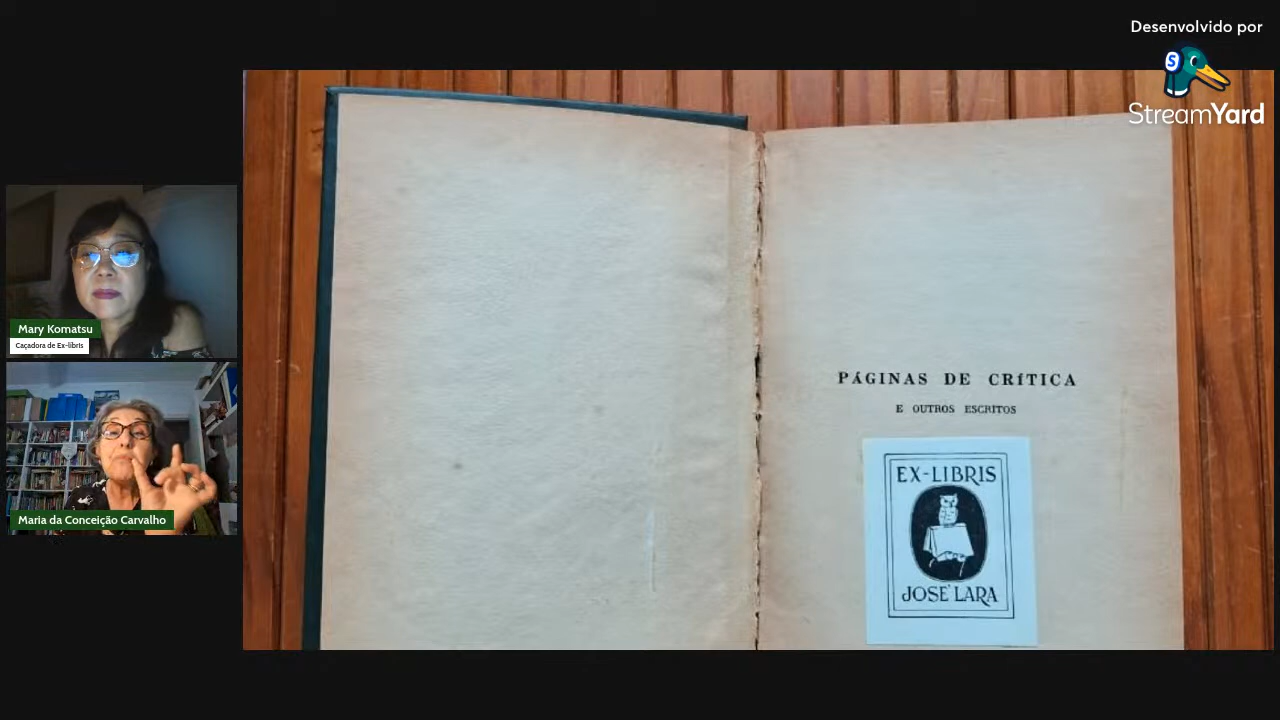 Desenvolvido por
S
StreamYard
Mary Komatsu
Caçadora de Ex-libris
Maria da Conceição Carvalho
PÁGINAS DE CRÍTICA
E OUTROS ESCRITOS
EX-LIBRIS
JOSÉ LARA